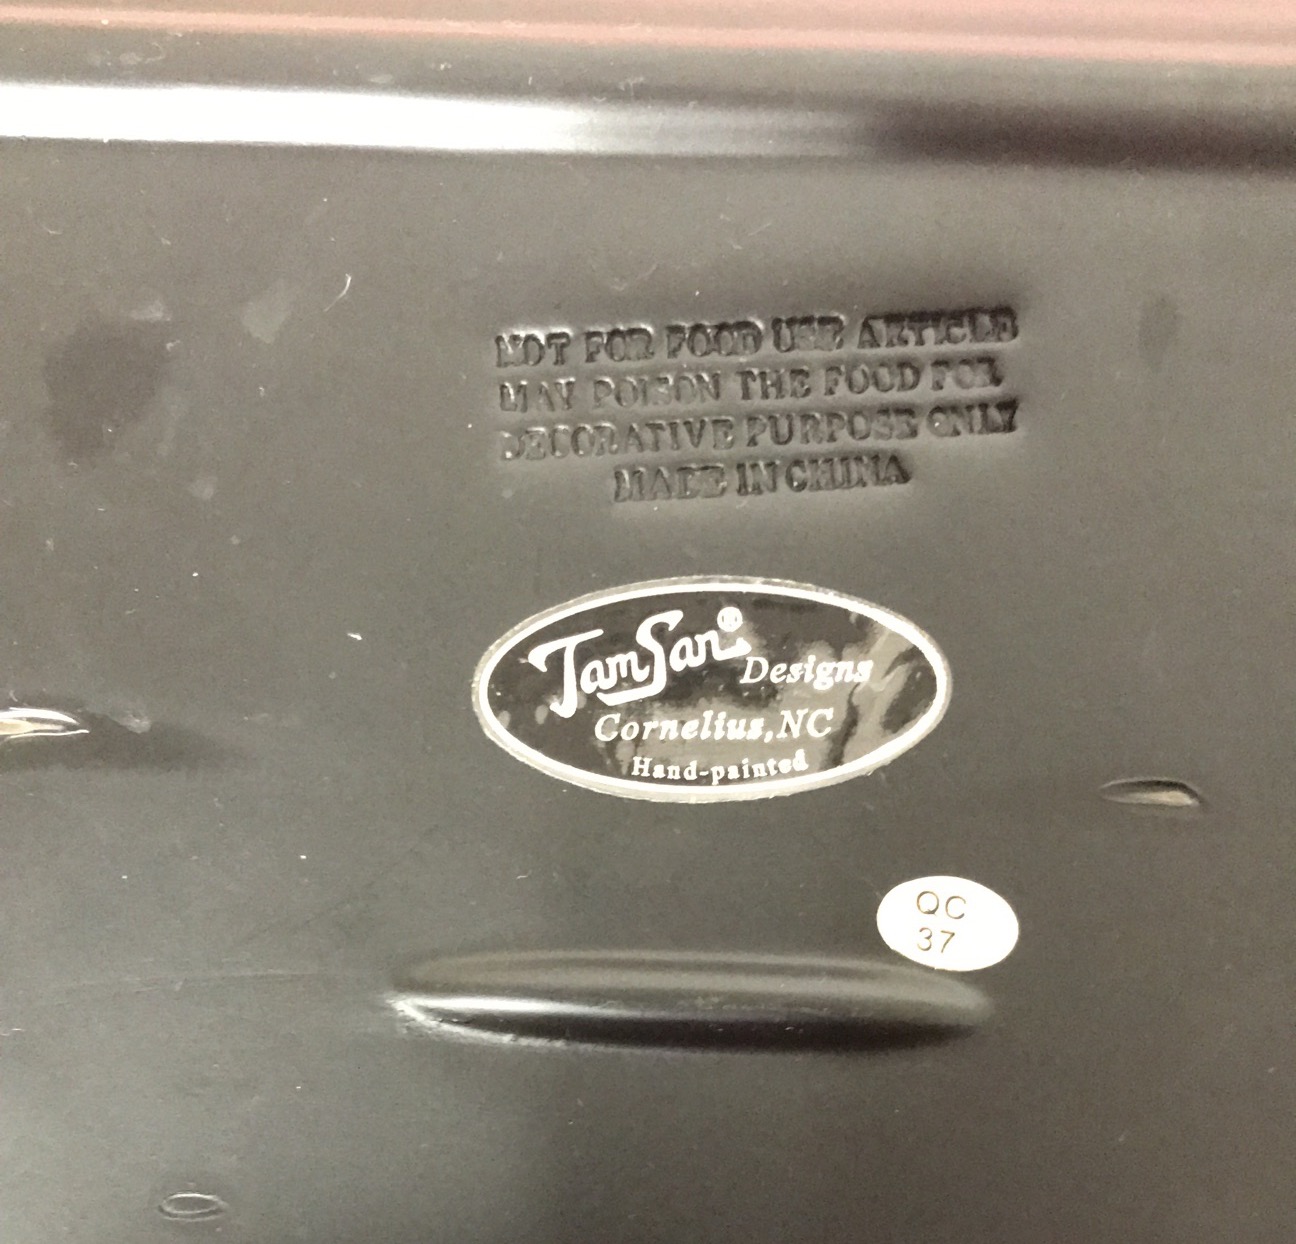 NOT FOR FOOD USE ARTICLE
MAY POISON THE FOOD FOR
DECORATIVE PURPOSE ONLY
MADE IN CHINA
TamSan®
Designs
Cornelius, NC
Hand-painted
QC
37